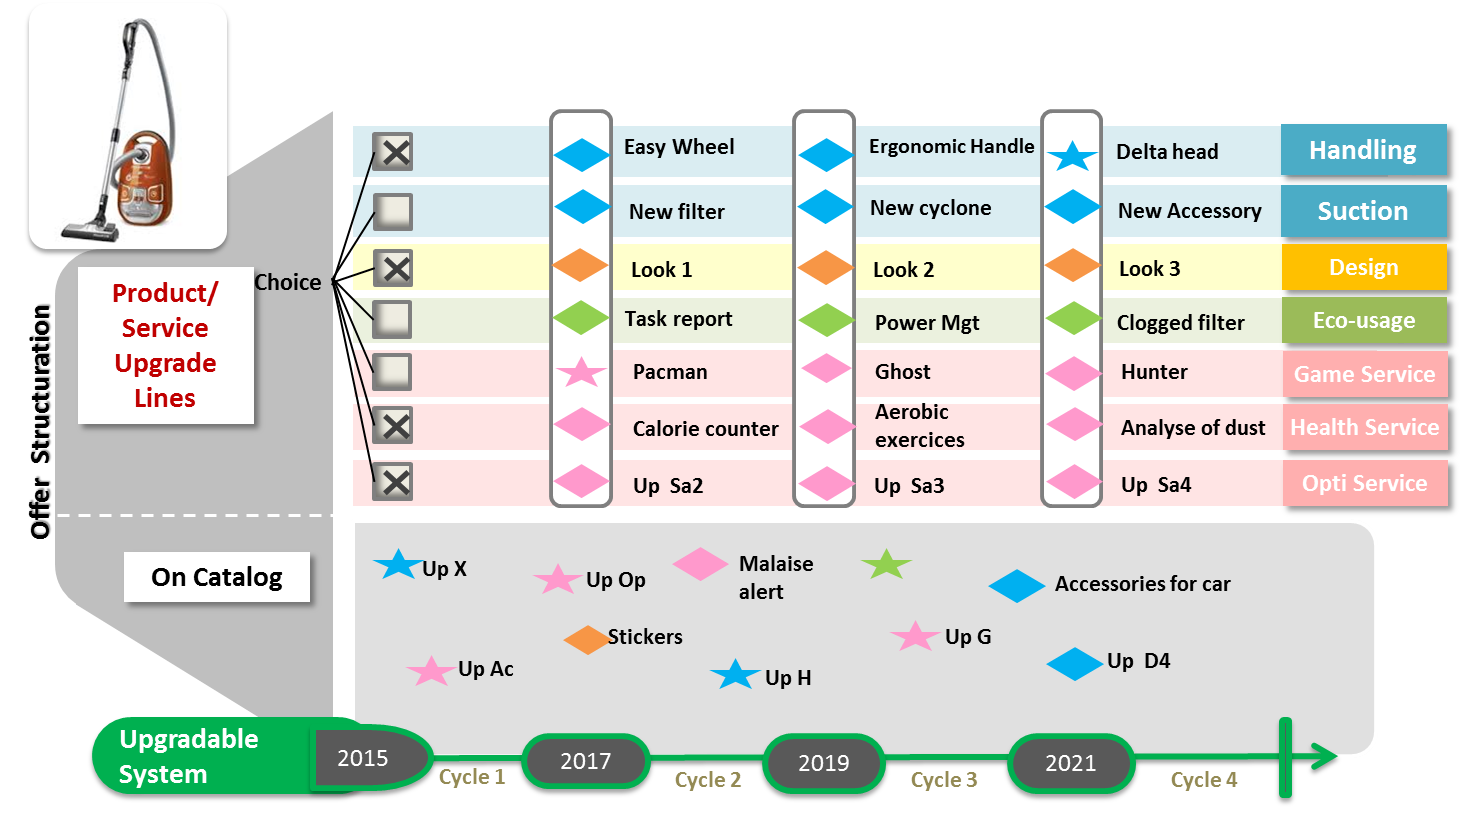 Easy Wheel
Ergonomic Handle
Delta head
Handling
New filter
New cyclone
New Accessory
Suction
Choice
Look 1
Look 2
Look 3
Design
Product/
Service
Upgrade
Lines
Task report
Power Mgt
Clogged filter
Eco-usage
Pacman
Ghost
Hunter
Game Service
Calorie counter
Aerobic
exercices
Analyse of dust
Health Service
Up Sa2
Up Sa3
Up Sa4
Opti Service
Offer Structuration
On Catalog
Up X
Up Op
Malaise
alert
Accessories for car
Stickers
Up G
Up Ac
Up H
Up D4
Upgradable
System
2015
Cycle 1
2017
Cycle 2
2019
Cycle 3
2021
Cycle 4